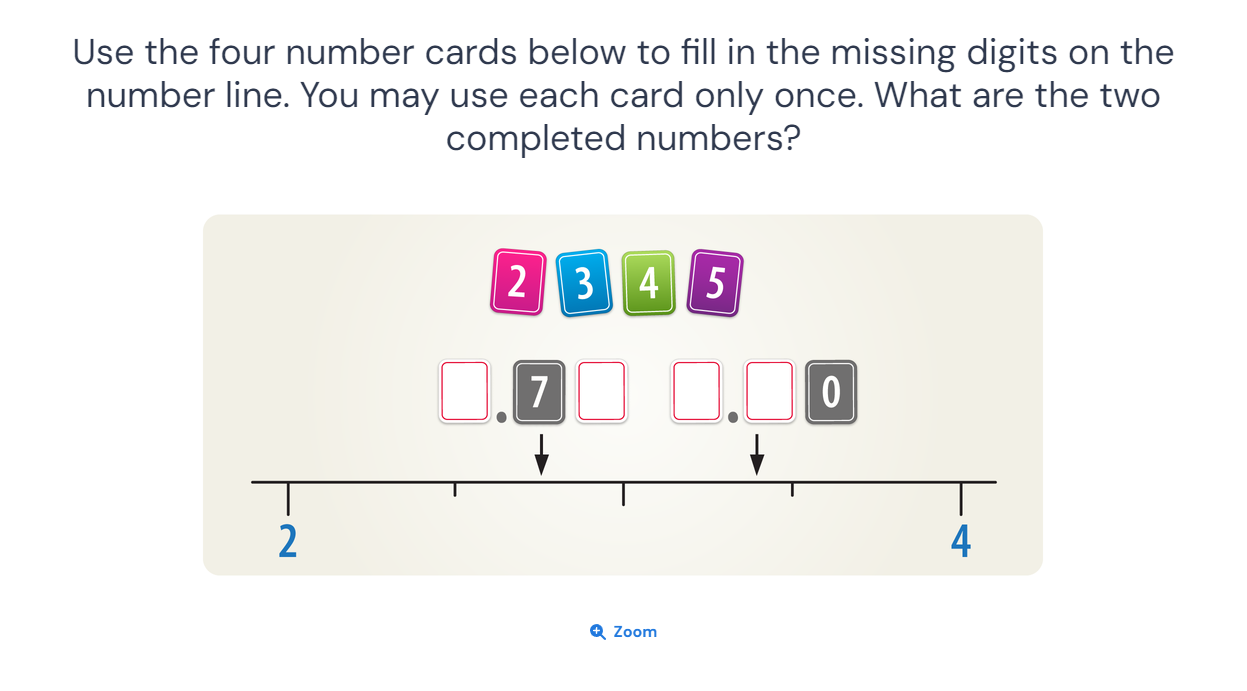 Use the four number cards below to fill in the missing digits on the
number line. You may use each card only once. What are the two
completed numbers?
2 3 4 5
.7 . 0
2 4
Zoom